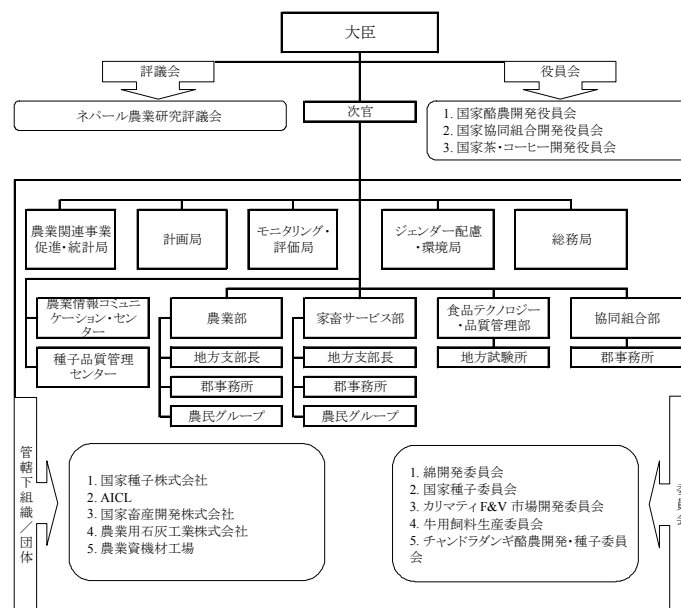 大臣
評議会
役員会
ネパール農業研究評議会
次官
1. 国家酪農開発役員会
2. 国家協同組合開発役員会
3. 国家茶・コーヒー開発役員会
農業関連事業
促進・統計局
計画局
モニタリング・
評価局
ジェンダー配慮
・環境局
総務局
農業情報コミュニ
ケーション・セン
ター
農業部
家畜サービス部
食品テクノロジー
・品質管理部
協同組合部
種子品質管理
センター
地方支部長
地方支部長
地方試験所
郡事務所
郡事務所
郡事務所
農民グループ
農民グループ
管轄下組織／団体
1. 国家種子株式会社
2. AICL
3. 国家畜産開発株式会社
4. 農業用石灰工業株式会社
5. 農業資機材工場
1. 綿開発委員会
2. 国家種子委員会
3. カリマティ F&V 市場開発委員会
4. 牛用飼料生産委員会
5. チャンドラダンギ酪農開発・種子委員
会
委員会